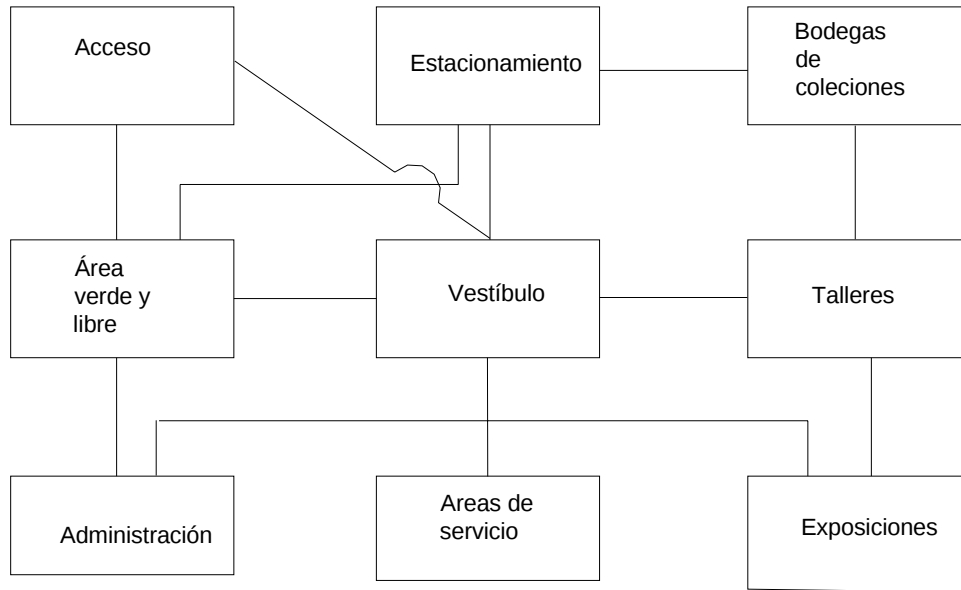 Acceso
Estacionamiento
Bodegas
de
coleciones
Área
verde y
libre
Vestíbulo
Talleres
Administración
Areas de
servicio
Exposiciones